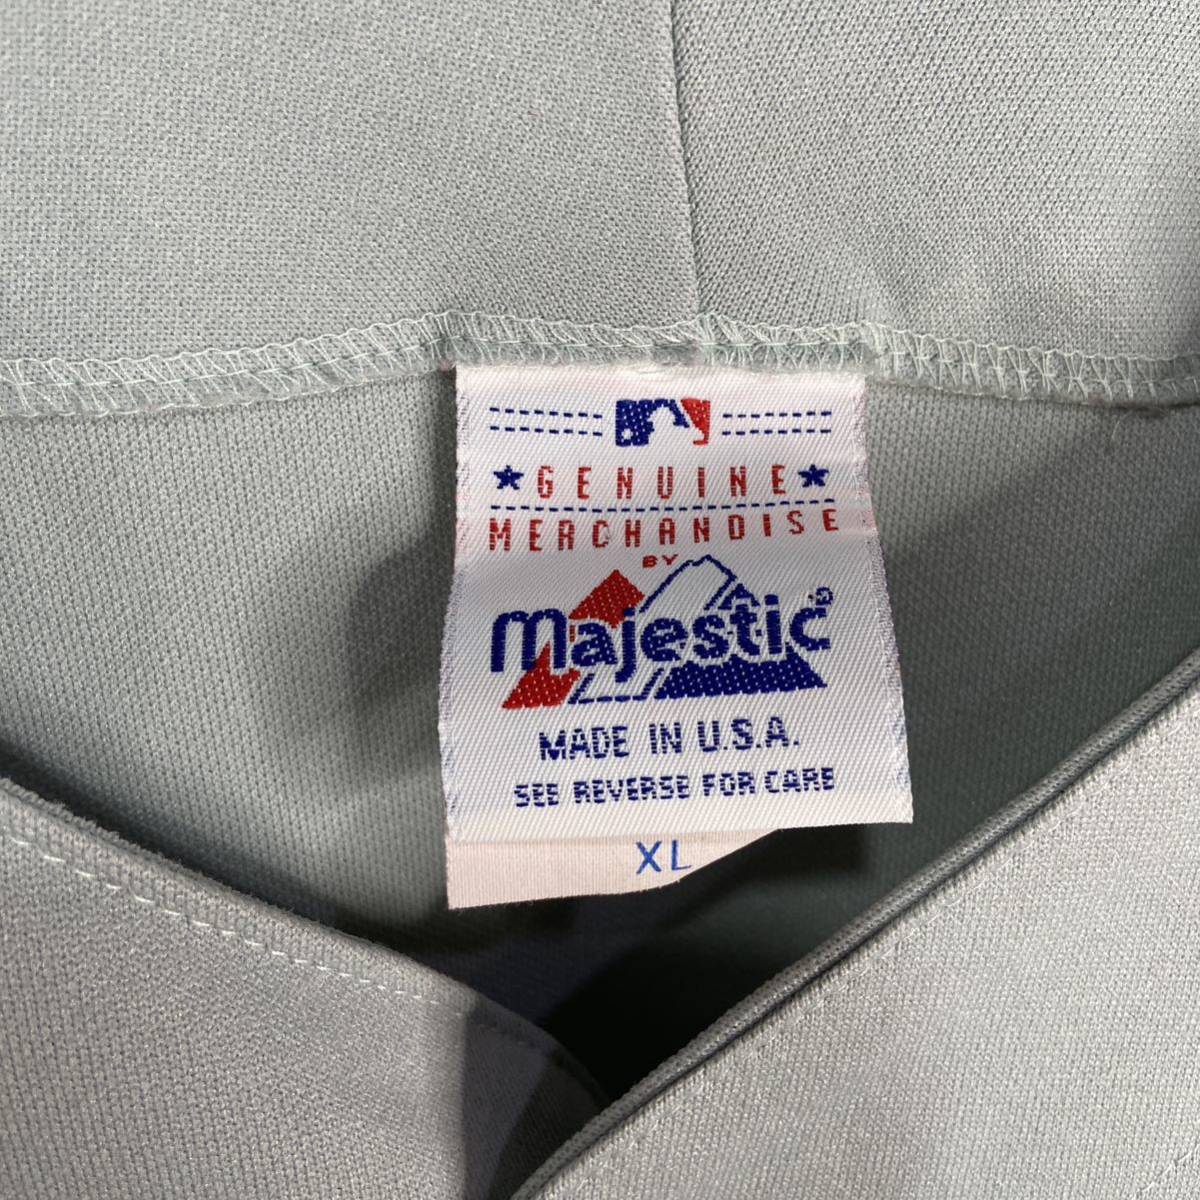 GENUINE
MERCHANDISE
BY
Majestic®
MADE IN U.S.A.
SEE REVERSE FOR CARE
XL